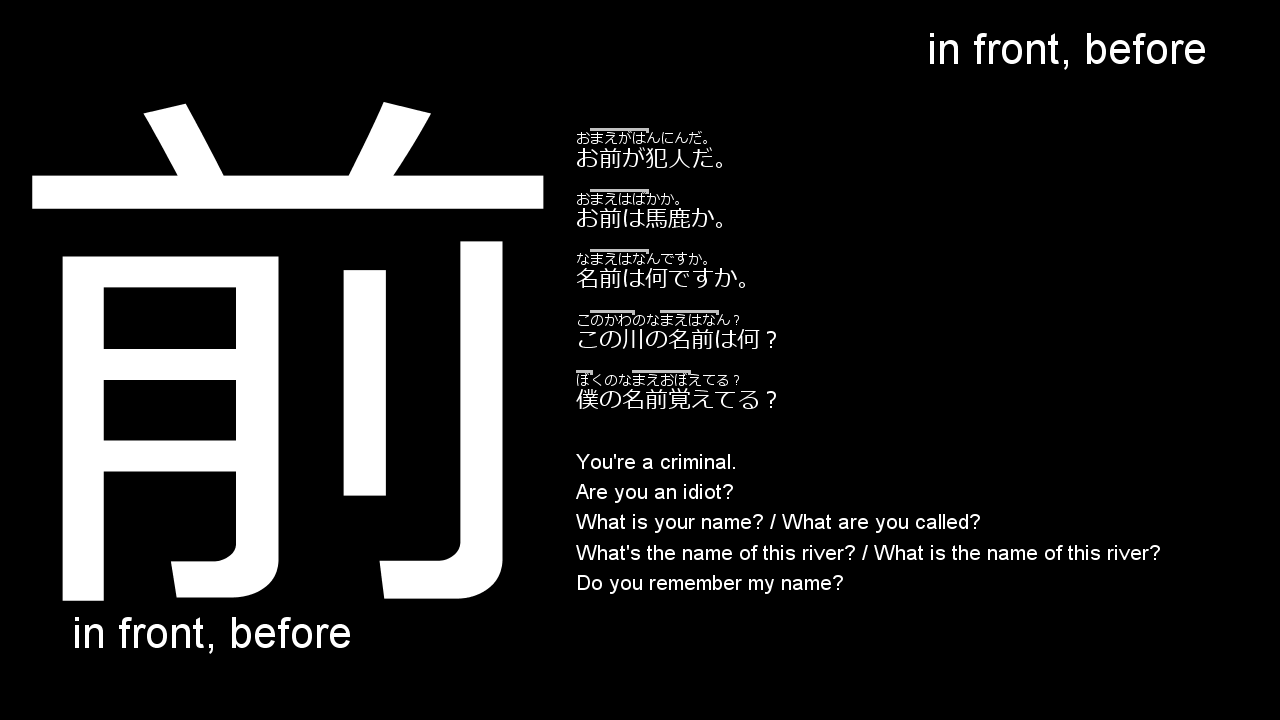 in front, before
前
in front, before
おまえがはんにんだ。
お前が犯人だ。
おまえはばかか。
お前は馬鹿か。
なまえはなんですか。
名前は何ですか。
このかわのなまえはなん?
この川の名前は何?
ぼくのなまえおぼえてる?
僕の名前覚えてる?
You're a criminal.
Are you an idiot?
What is your name? / What are you called?
What's the name of this river? / What is the name of this river?
Do you remember my name?